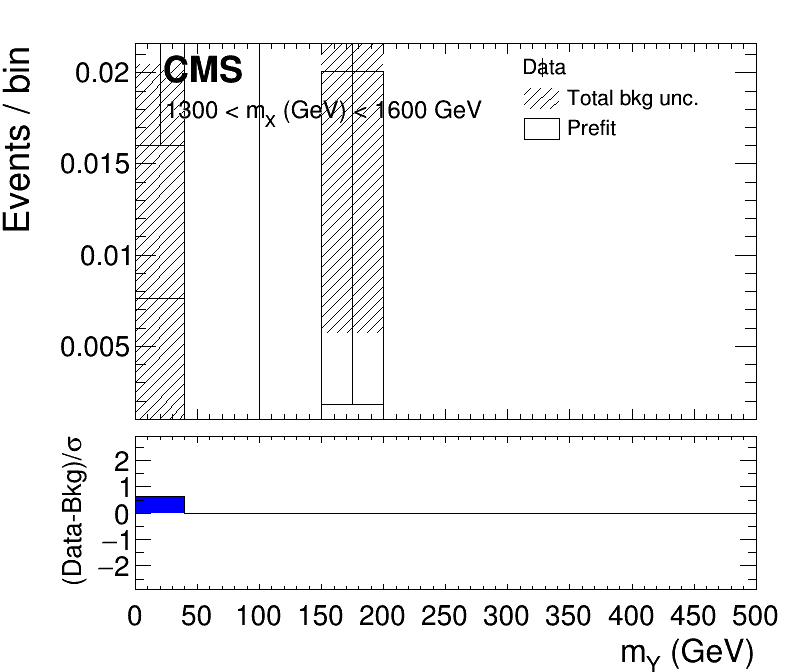 Events / bin
0.02
0.015
0.01
0.005
CMS
1300 < mX (GeV) < 1600 GeV
Data
Total bkg unc.
Prefit
(Data-Bkg)/σ
2
1
0
−1
−2
0 50 100 150 200 250 300 350 400 450 500
mY (GeV)